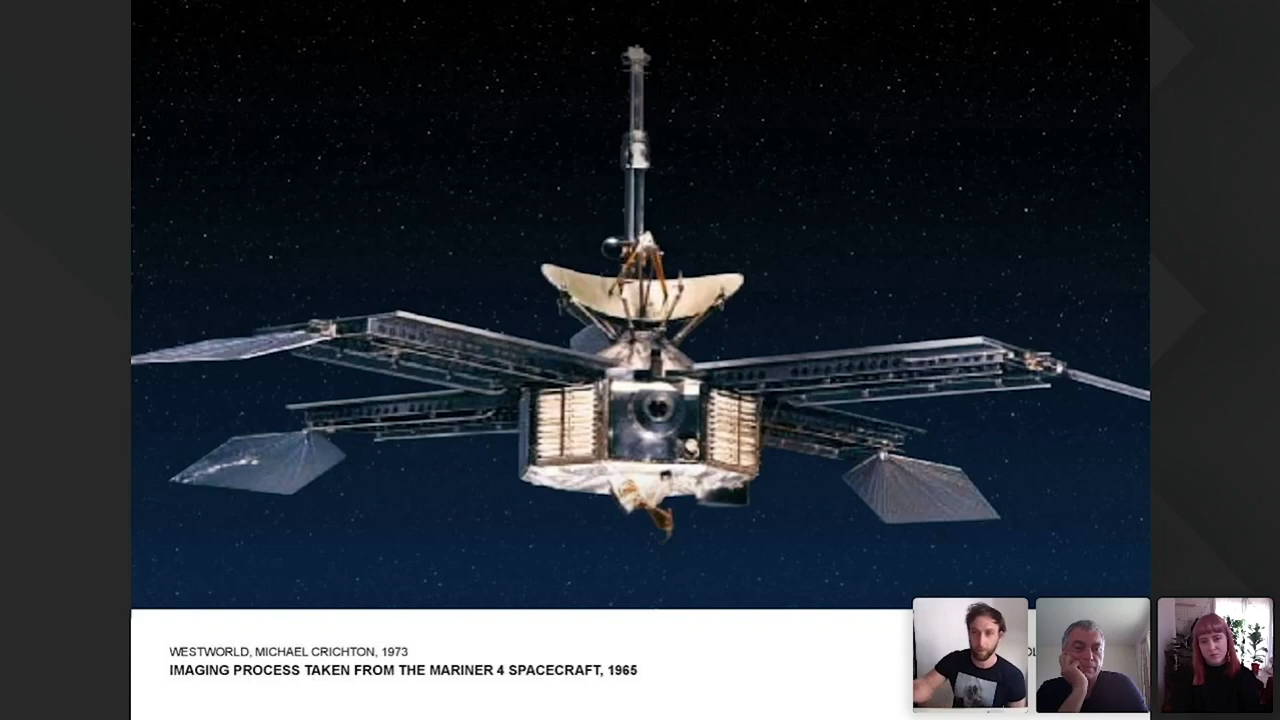 WESTWORLD, MICHAEL CRICHTON, 1973
IMAGING PROCESS TAKEN FROM THE MARINER 4 SPACECRAFT, 1965